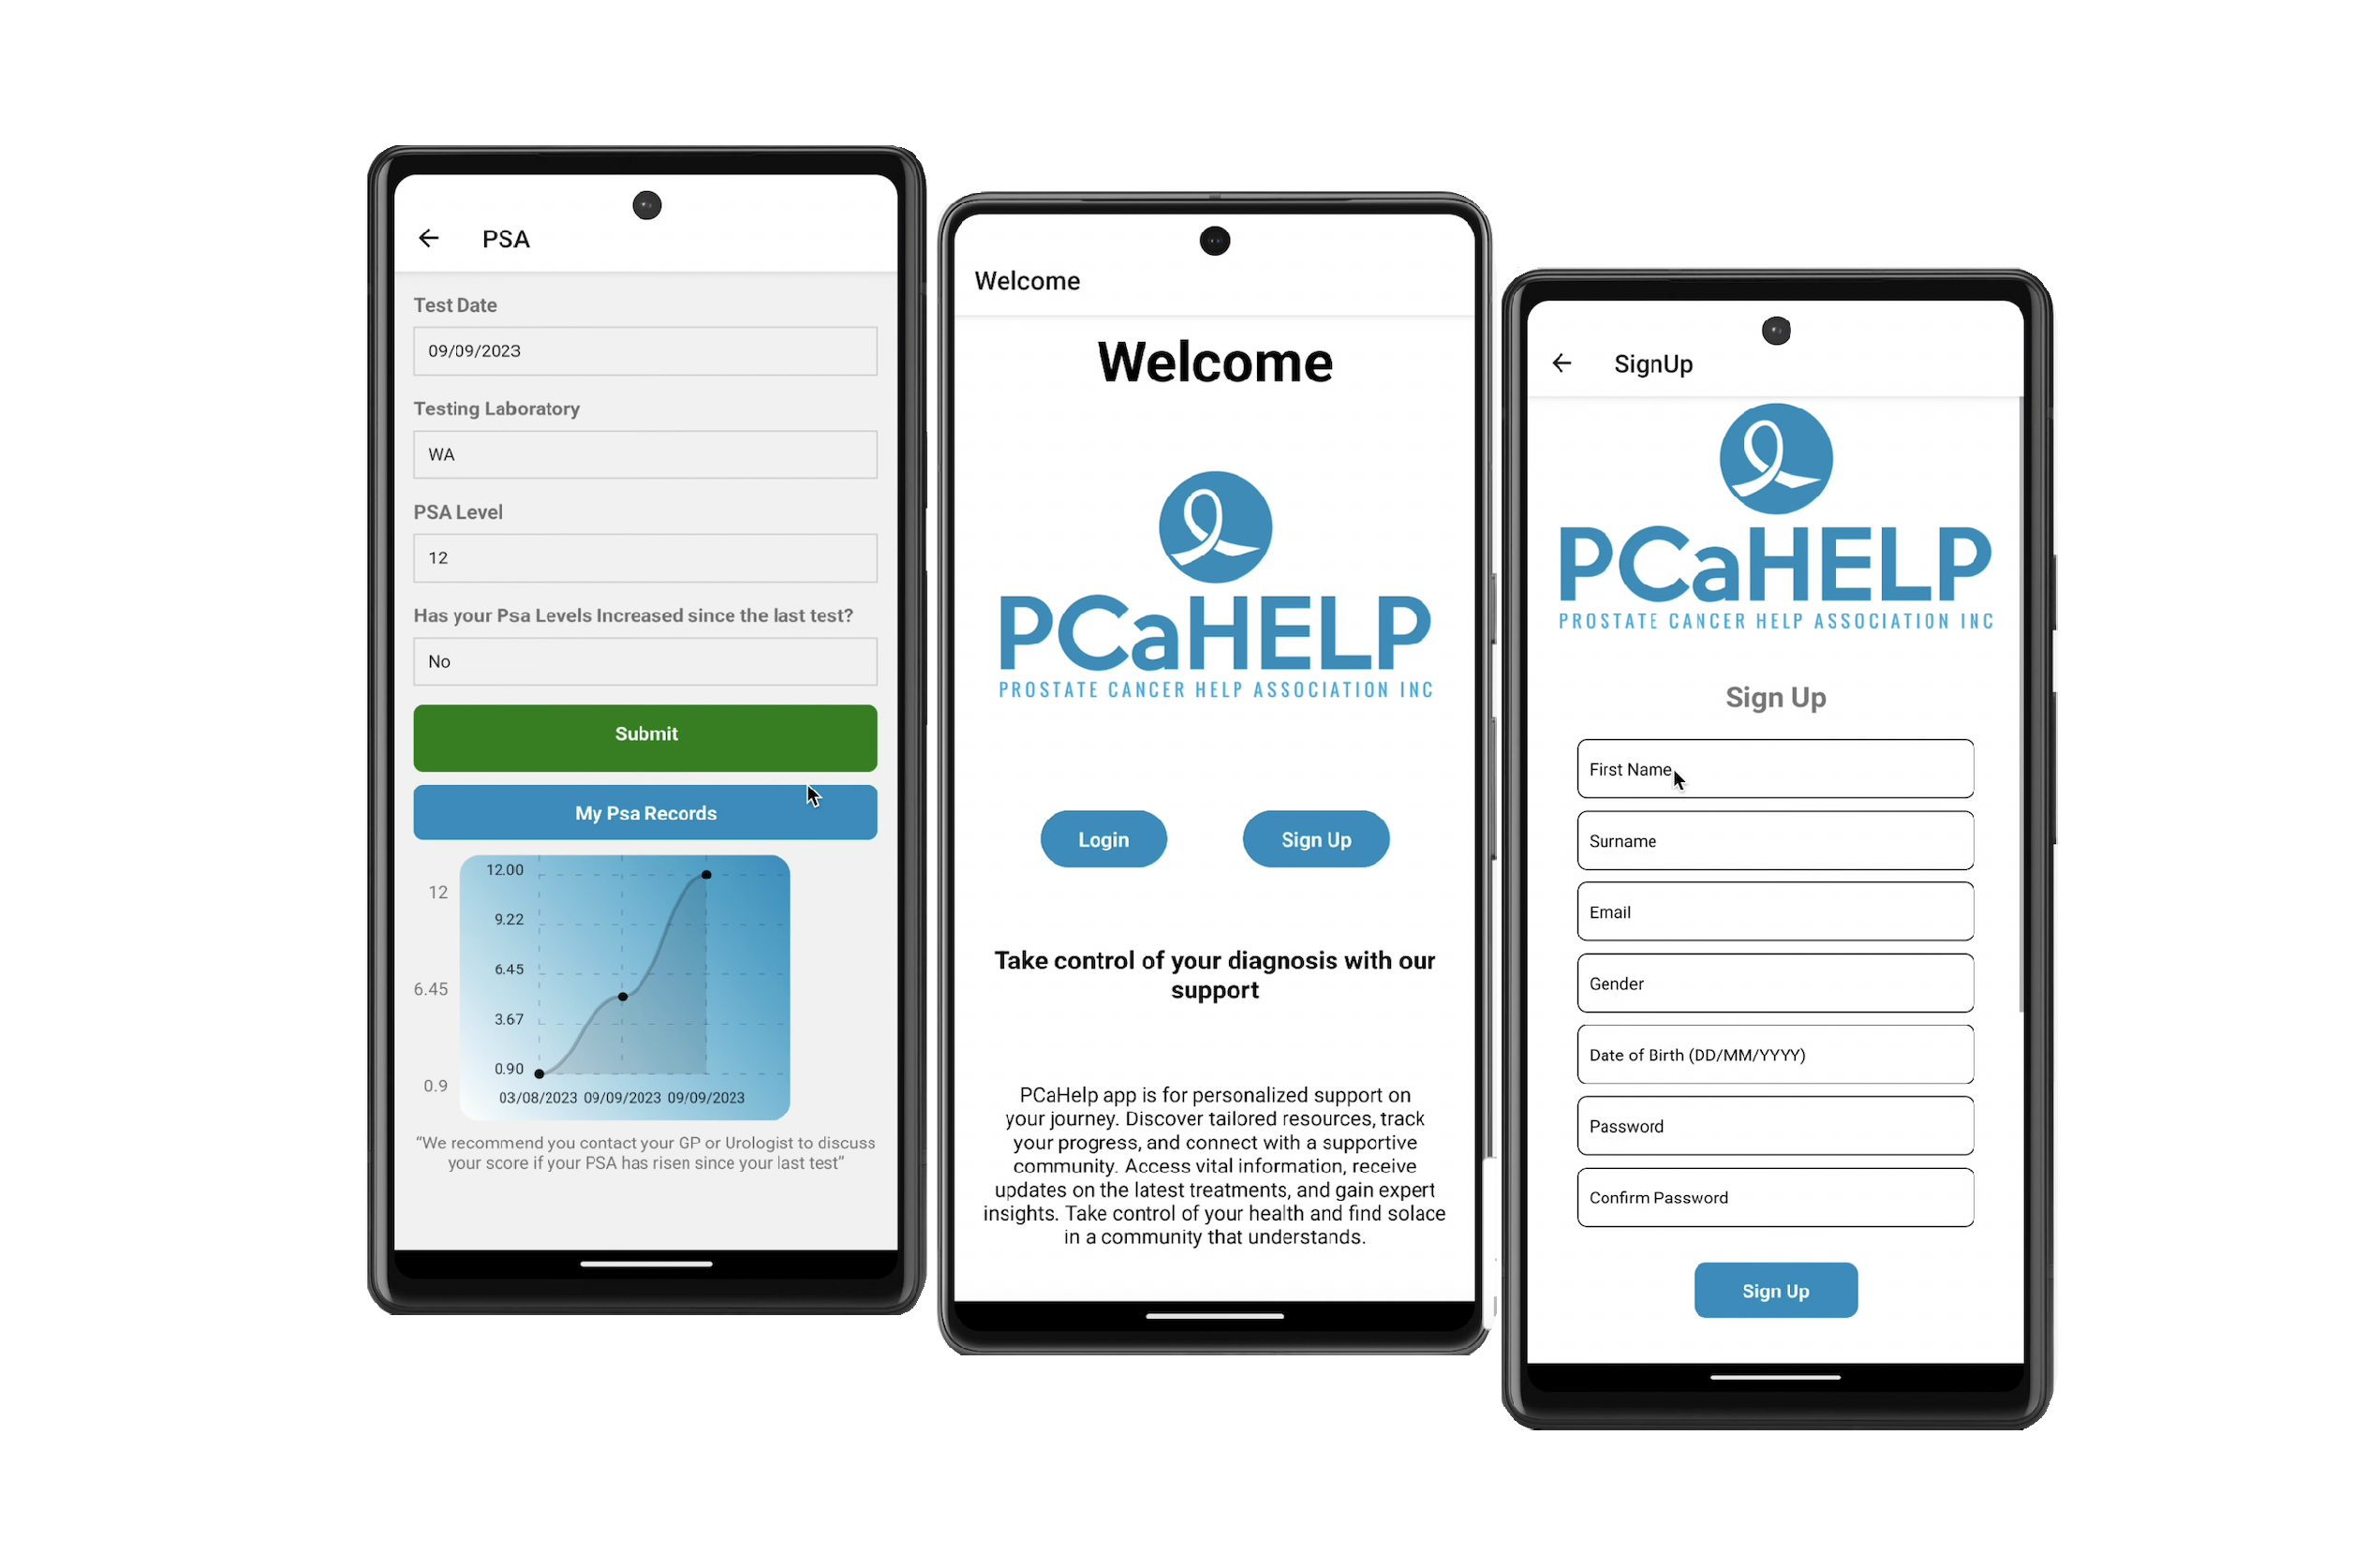 PSA
Test Date
09/09/2023
Testing Laboratory
WA
PSA Level
12
Has your Psa Levels Increased since the last test?
No
Submit
My Psa Records
12
6.45
0.9
12.00
9.22
6.45
3.67
0.90
03/08/2023 09/09/2023 09/09/2023
“We recommend you contact your GP or Urologist to discuss
your score if your PSA has risen since your last test”
Welcome
Welcome
PCaHELP
PROSTATE CANCER HELP ASSOCIATION INC
Login
Sign Up
Take control of your diagnosis with our
support
PCaHelp app is for personalized support on
your journey. Discover tailored resources, track
your progress, and connect with a supportive
community. Access vital information, receive
updates on the latest treatments, and gain expert
insights. Take control of your health and find solace
in a community that understands.
SignUp
PCaHELP
PROSTATE CANCER HELP ASSOCIATION INC
Sign Up
First Name
Surname
Email
Gender
Date of Birth (DD/MM/YYYY)
Password
Confirm Password
Sign Up